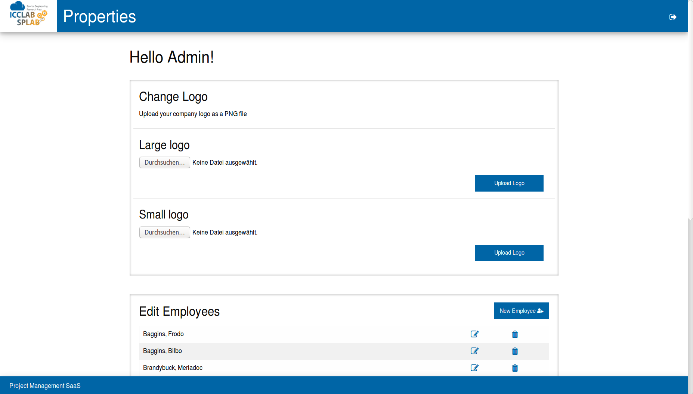 ICCLAB
SPLAB
Properties
Hello Admin!
Change Logo
Upload your company logo as a PNG file
Large logo
Durchsuchen... Keine Datei ausgewählt.
Upload Logo
Small logo
Durchsuchen... Keine Datei ausgewählt.
Upload Logo
Edit Employees
New Employee
Baggins, Frodo
Baggins, Bilbo
Brandybuck, Meriadoc
Project Management SaaS